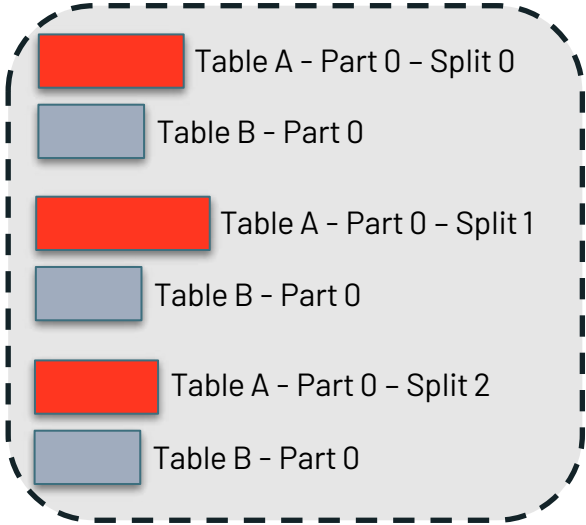 Table A - Part 0 – Split 0
Table B - Part 0
Table A - Part 0 – Split 1
Table B - Part 0
Table A - Part 0 – Split 2
Table B - Part 0